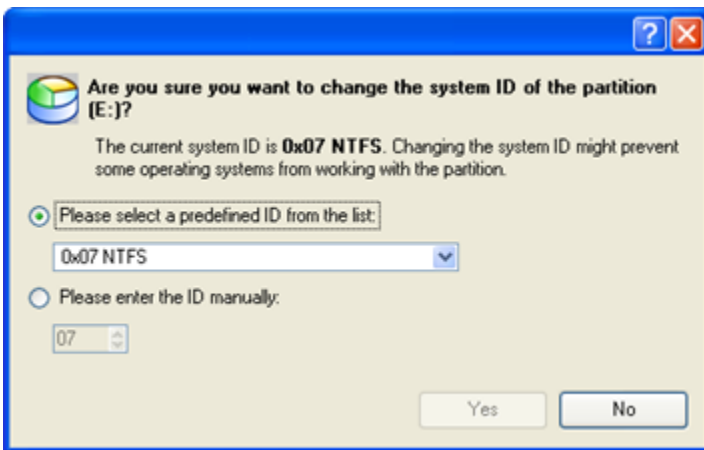 ?
Are you sure you want to change the system ID of the partition
(E:)?
The current system ID is 0x07 NTFS. Changing the system ID might prevent
some operating systems from working with the partition.
Please select a predefined ID from the list:
0x07 NTFS
Please enter the ID manually:
07
Yes No